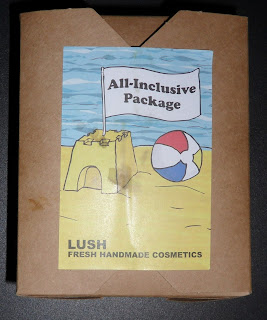 All-Inclusive
Package
LUSH
FRESH HANDMADE COSMETICS